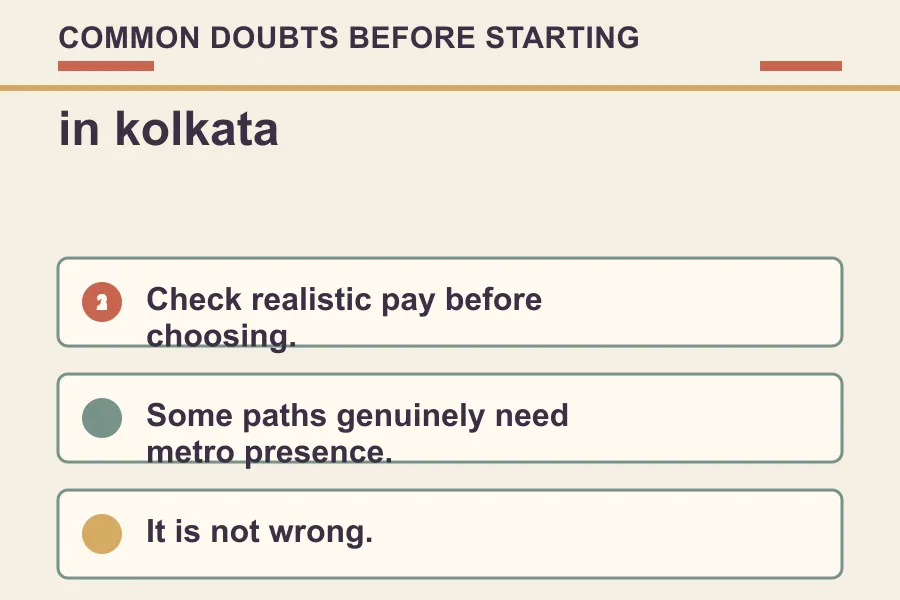 COMMON DOUBTS BEFORE STARTING
in kolkata
Check realistic pay before
choosing.
Some paths genuinely need
metro presence.
It is not wrong.